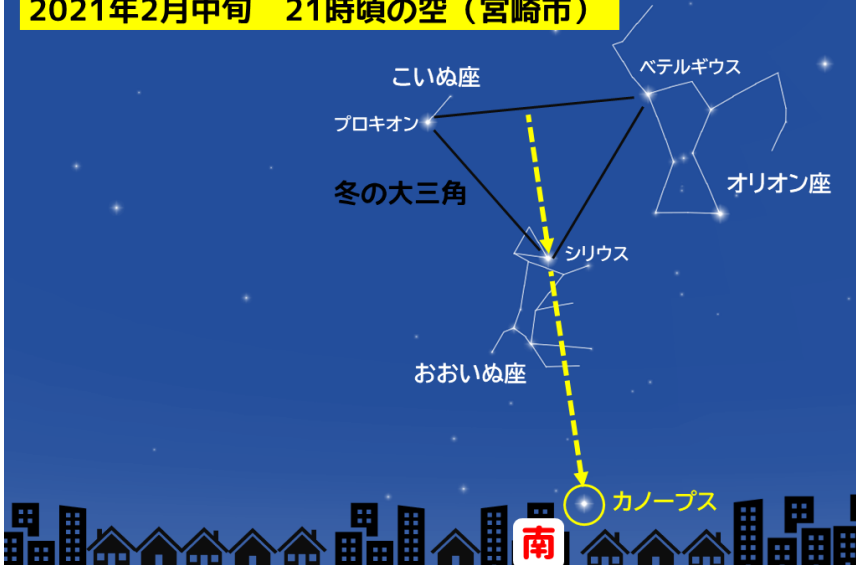 2021年2月中旬　21時頃の空（宮崎市）
こいぬ座
ベテルギウス
プロキオン
冬の大三角
オリオン座
シリウス
おおいぬ座
カノープス
南